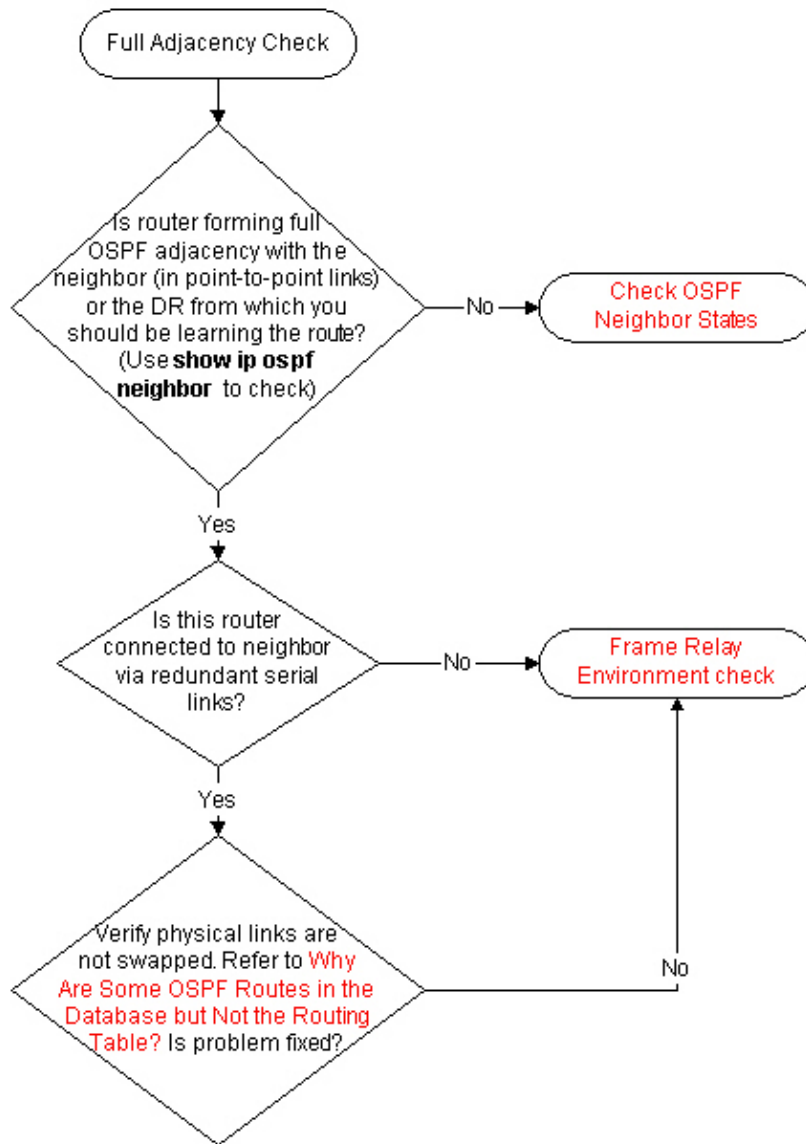 Full Adjacency Check
Is router forming full
OSPF adjacency with the
neighbor (in point-to-point links)
or the DR from which you
should be learning the route?
(Use show ip ospf
neighbor to check)
No
Check OSPF
Neighbor States
Yes
Is this router
connected to neighbor
via redundant serial
links?
No
Frame Relay
Environment check
Yes
Verify physical links are
not swapped. Refer to Why
Are Some OSPF Routes in the
Database but Not the Routing
Table? Is problem fixed?
No